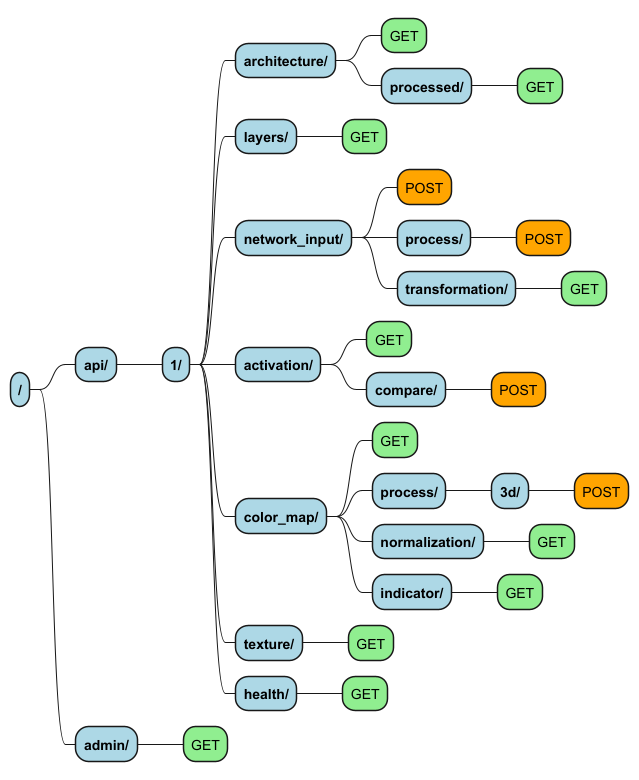 /
api/
1/
architecture/
GET
processed/
GET
layers/
GET
network_input/
POST
process/
POST
transformation/
GET
activation/
GET
compare/
POST
color_map/
GET
process/
3d/
POST
normalization/
GET
indicator/
GET
texture/
GET
health/
GET
admin/
GET